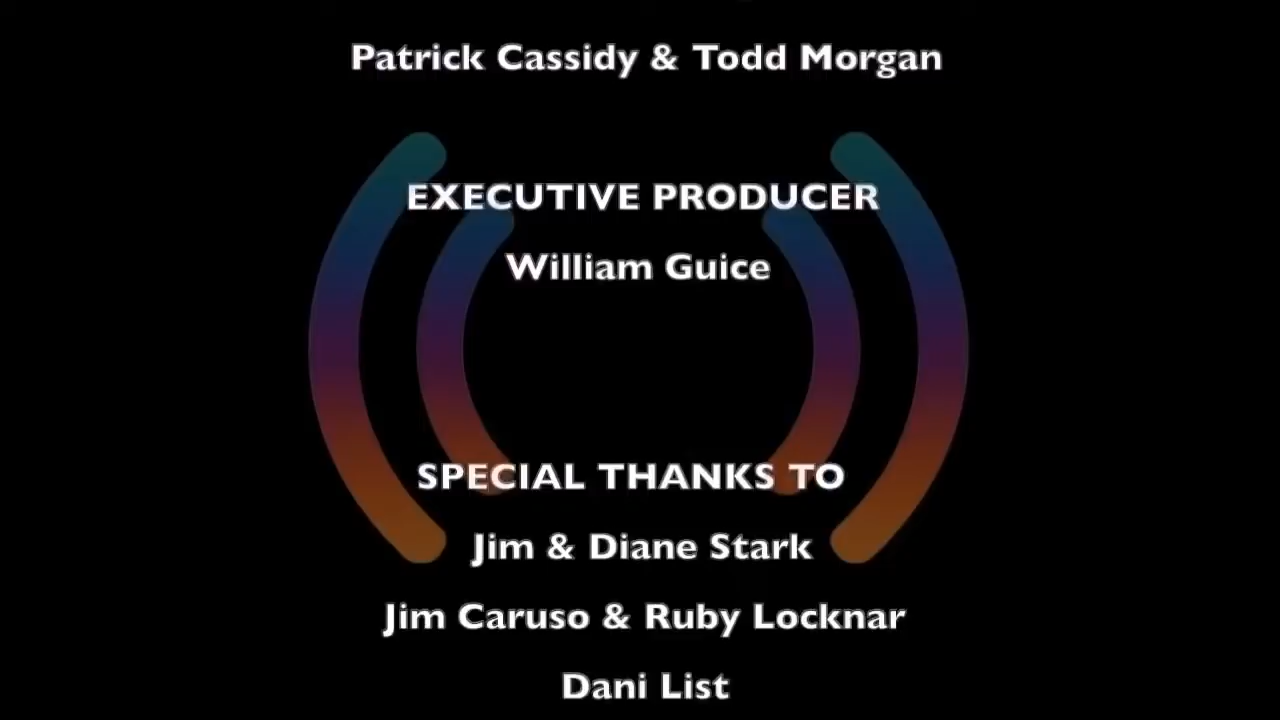 Patrick Cassidy & Todd Morgan
EXECUTIVE PRODUCER
William Guice
SPECIAL THANKS TO
Jim & Diane Stark
Jim Caruso & Ruby Locknar
Dani List